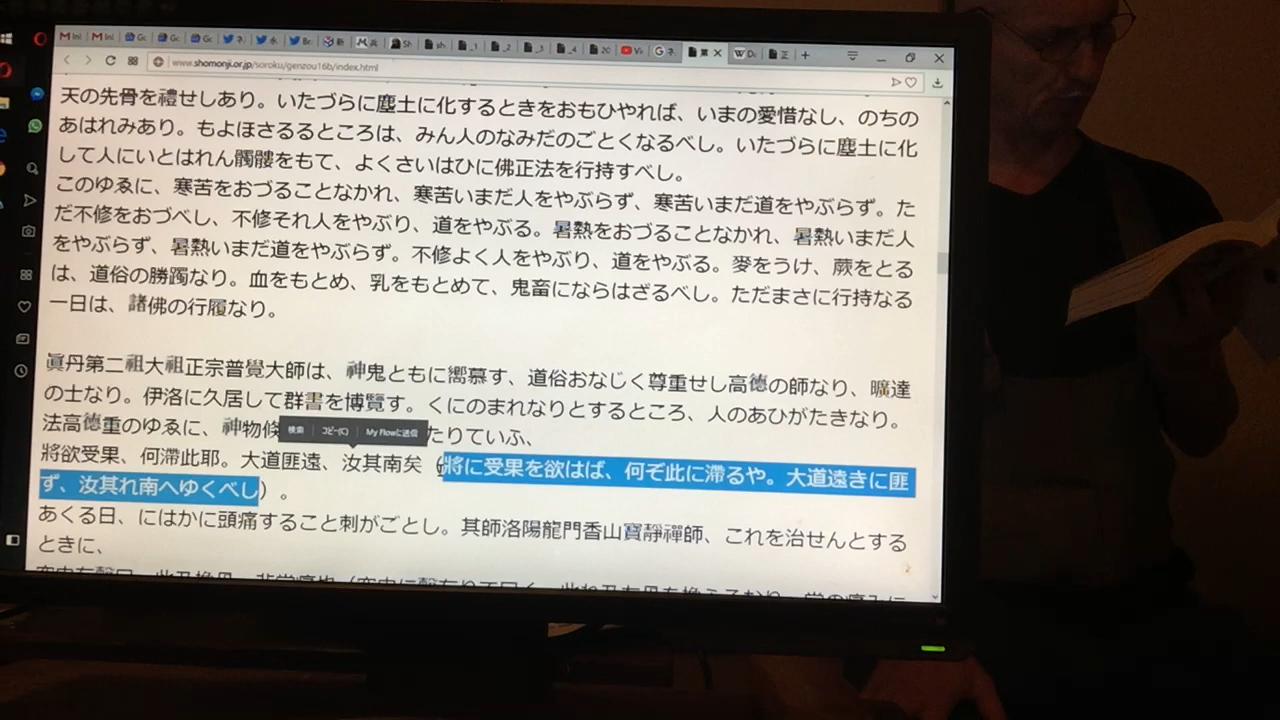 www.shomonji.or.jp/soroku/genzou16b/index.html
天の先骨を禮せしあり。いたづらに塵土に化するときをおもひやれば、いまの愛惜なし、のちの
あはれみあり。もよほさるるところは、みん人のなみだのごとくなるべし。いたづらに塵土に化
して人にいとはれん髑髏をもて、よくさいはひに佛正法を行持すべし。
このゆゑに、寒苦をおづることなかれ、寒苦いまだ人をやぶらず、寒苦いまだ道をやぶらず。た
だ不修をおづべし、不修それ人をやぶり、道をやぶる。暑熱をおづることなかれ、暑熱いまだ人
をやぶらず、暑熱いまだ道をやぶらず。不修よく人をやぶり、道をやぶる。麥をうけ、蕨をとる
は、道俗の勝躅なり。血をもとめ、乳をもとめて、鬼畜にならはざるべし。ただまさに行持なる
一日は、諸佛の行履なり。
眞丹第二祖大祖正宗普覺大師は、神鬼ともに嚮慕す、道俗おなじく尊重せし高德の師なり、曠達
の士なり。伊洛に久居して群書を博覽す。くにのまれなりとするところ、人のあひがたきなり。
法高德重のゆゑに、神物倏 たりていふ、
検索 コピー(C) My Flowに送信
將欲受果、何滯此耶。大道匪遠、汝其南矣（將に受果を欲はば、何ぞ此に滯るや。大道遠きに匪
ず、汝其れ南へゆくべし）。
あくる日、にはかに頭痛すること刺がごとし。其師洛陽龍門香山寶靜禪師、これを治せんとする
ときに、